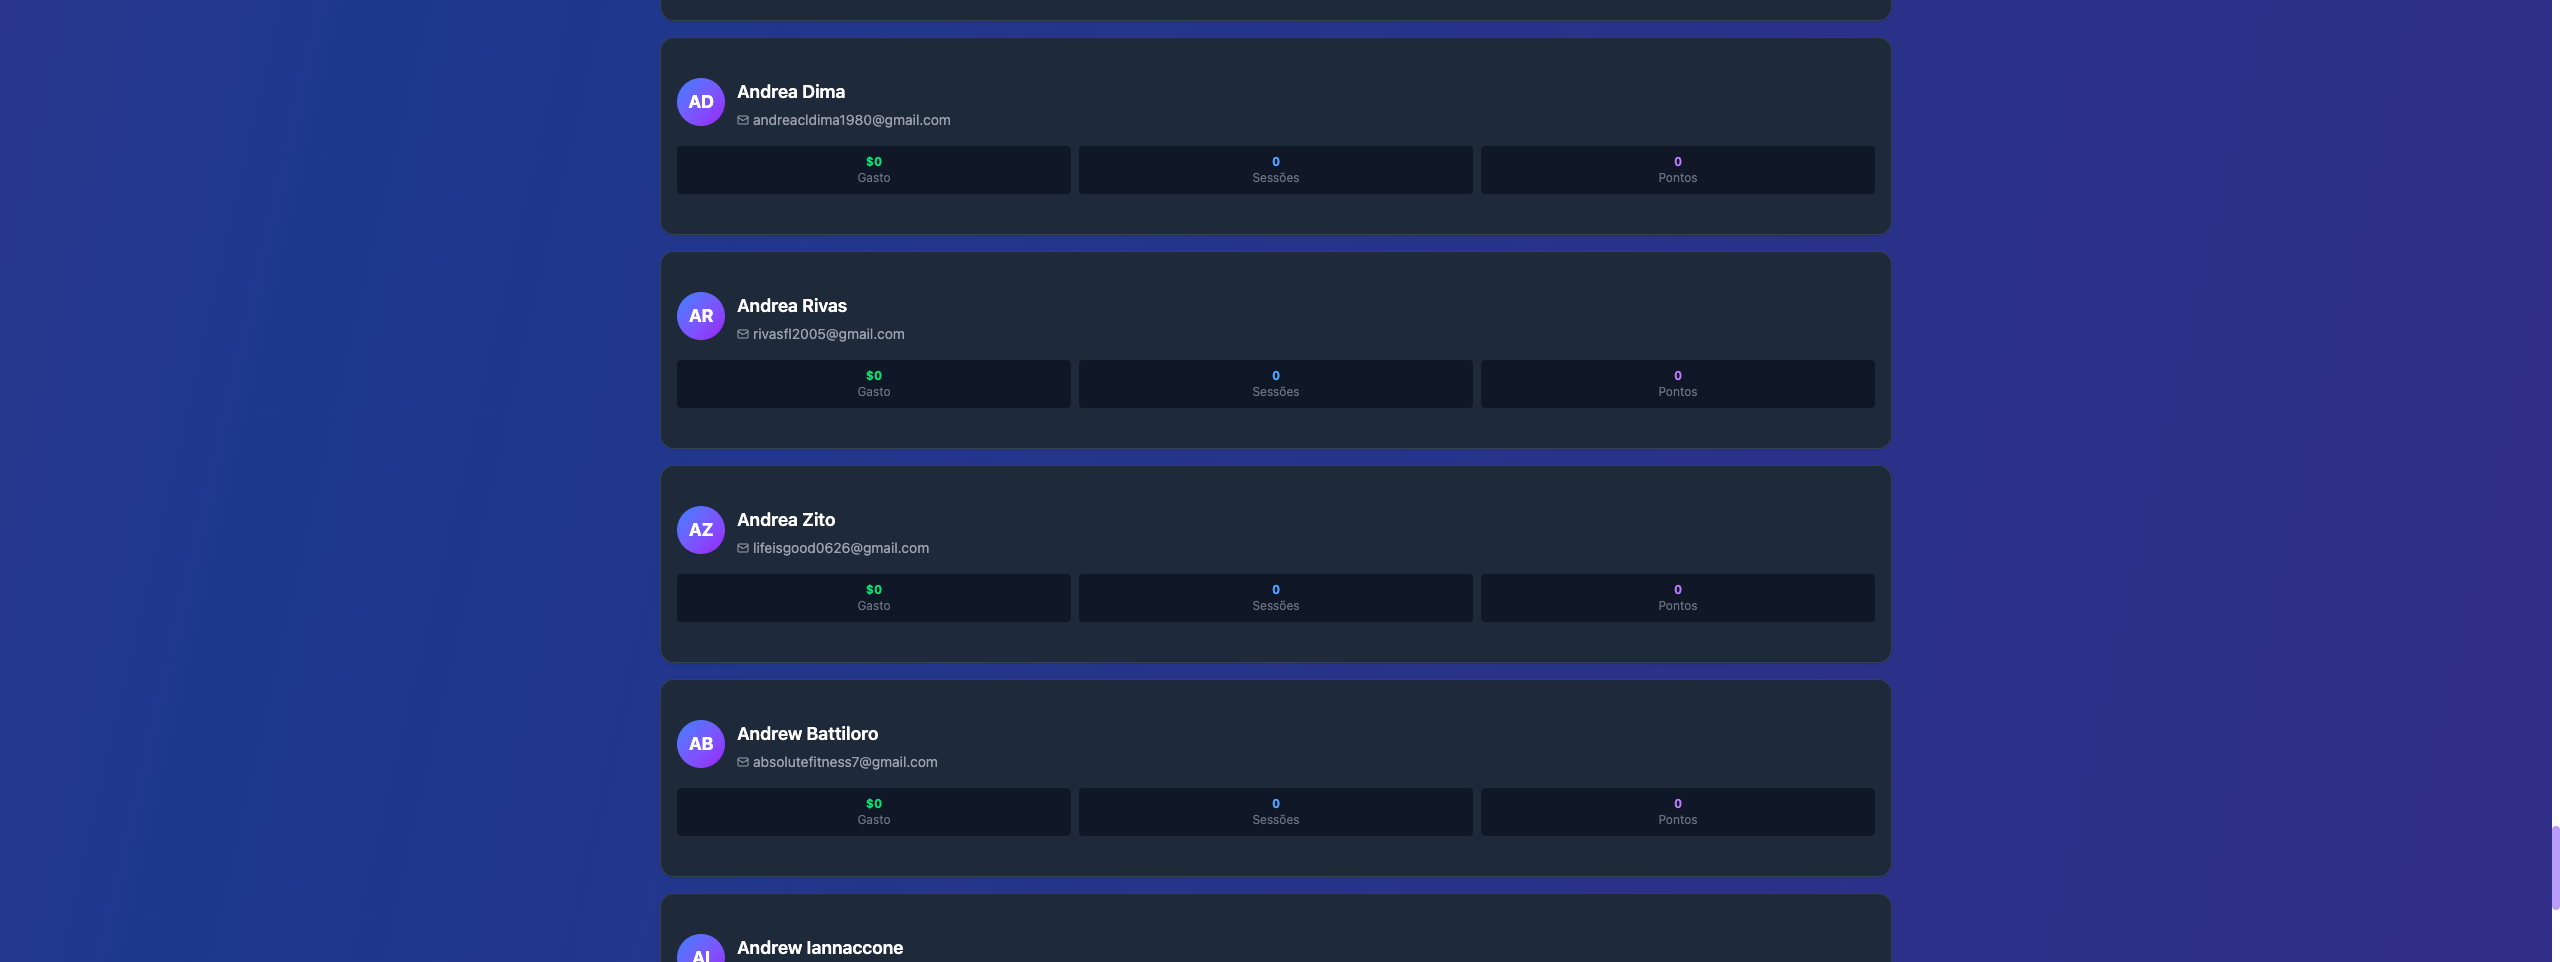 AD
Andrea Dima
andreacldima1980@gmail.com
$0
Gasto
0
Sessões
0
Pontos
AR
Andrea Rivas
rivasfl2005@gmail.com
$0
Gasto
0
Sessões
0
Pontos
AZ
Andrea Zito
lifeisgood0626@gmail.com
$0
Gasto
0
Sessões
0
Pontos
AB
Andrew Battiloro
absolutefitness7@gmail.com
$0
Gasto
0
Sessões
0
Pontos
AI
Andrew Iannaccone